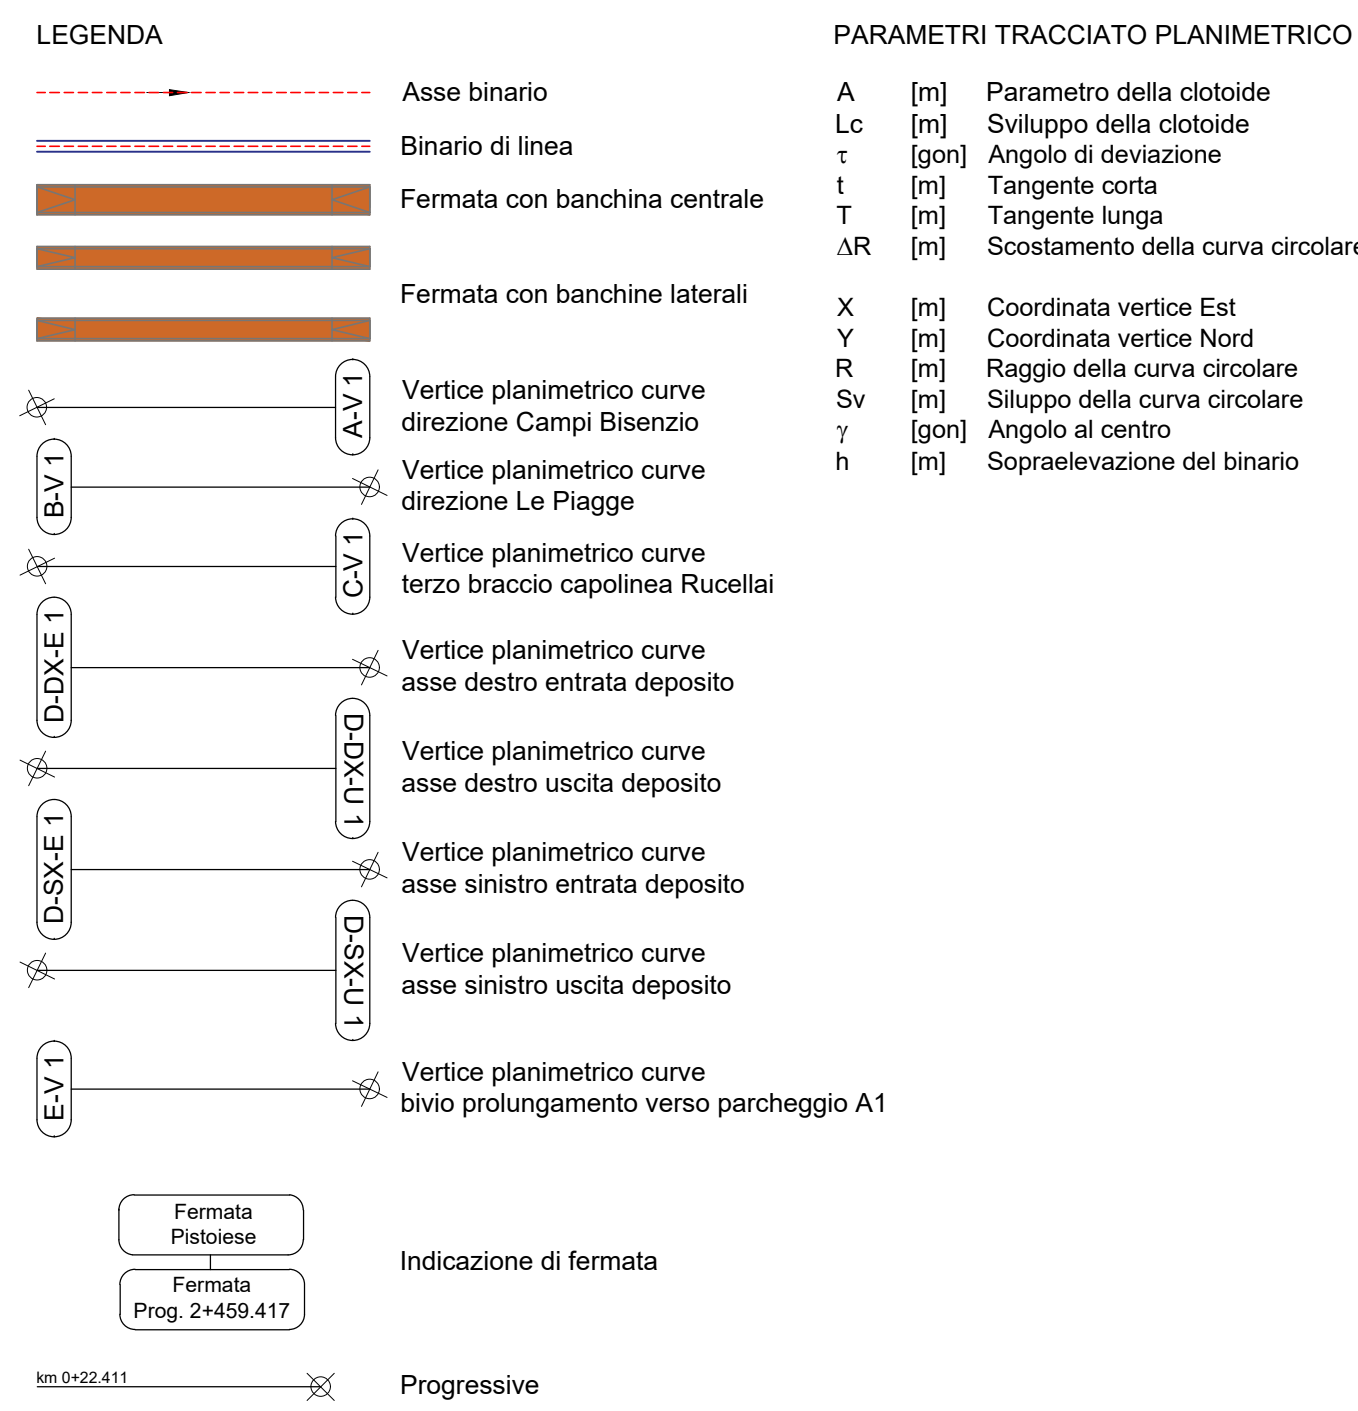 LEGENDA
Asse binario
Binario di linea
Fermata con banchina centrale
Fermata con banchine laterali
A-V 1
Vertice planimetrico curve
direzione Campi Bisenzio
B-V 1
Vertice planimetrico curve
direzione Le Piagge
C-V 1
Vertice planimetrico curve
terzo braccio capolinea Rucellai
D-DX-E 1
Vertice planimetrico curve
asse destro entrata deposito
D-DX-U 1
Vertice planimetrico curve
asse destro uscita deposito
D-SX-E 1
Vertice planimetrico curve
asse sinistro entrata deposito
D-SX-U 1
Vertice planimetrico curve
asse sinistro uscita deposito
E-V 1
Vertice planimetrico curve
bivio prolungamento verso parcheggio A1
Fermata
Pistoiese
Fermata
Prog. 2+459.417
Indicazione di fermata
km 0+22.411
Progressive
PARAMETRI TRACCIATO PLANIMETRICO
A [m] Parametro della clotoide
Lc [m] Sviluppo della clotoide
τ [gon] Angolo di deviazione
t [m] Tangente corta
T [m] Tangente lunga
ΔR [m] Scostamento della curva circolare
X [m] Coordinata vertice Est
Y [m] Coordinata vertice Nord
R [m] Raggio della curva circolare
Sv [m] Siluppo della curva circolare
γ [gon] Angolo al centro
h [m] Sopraelevazione del binario